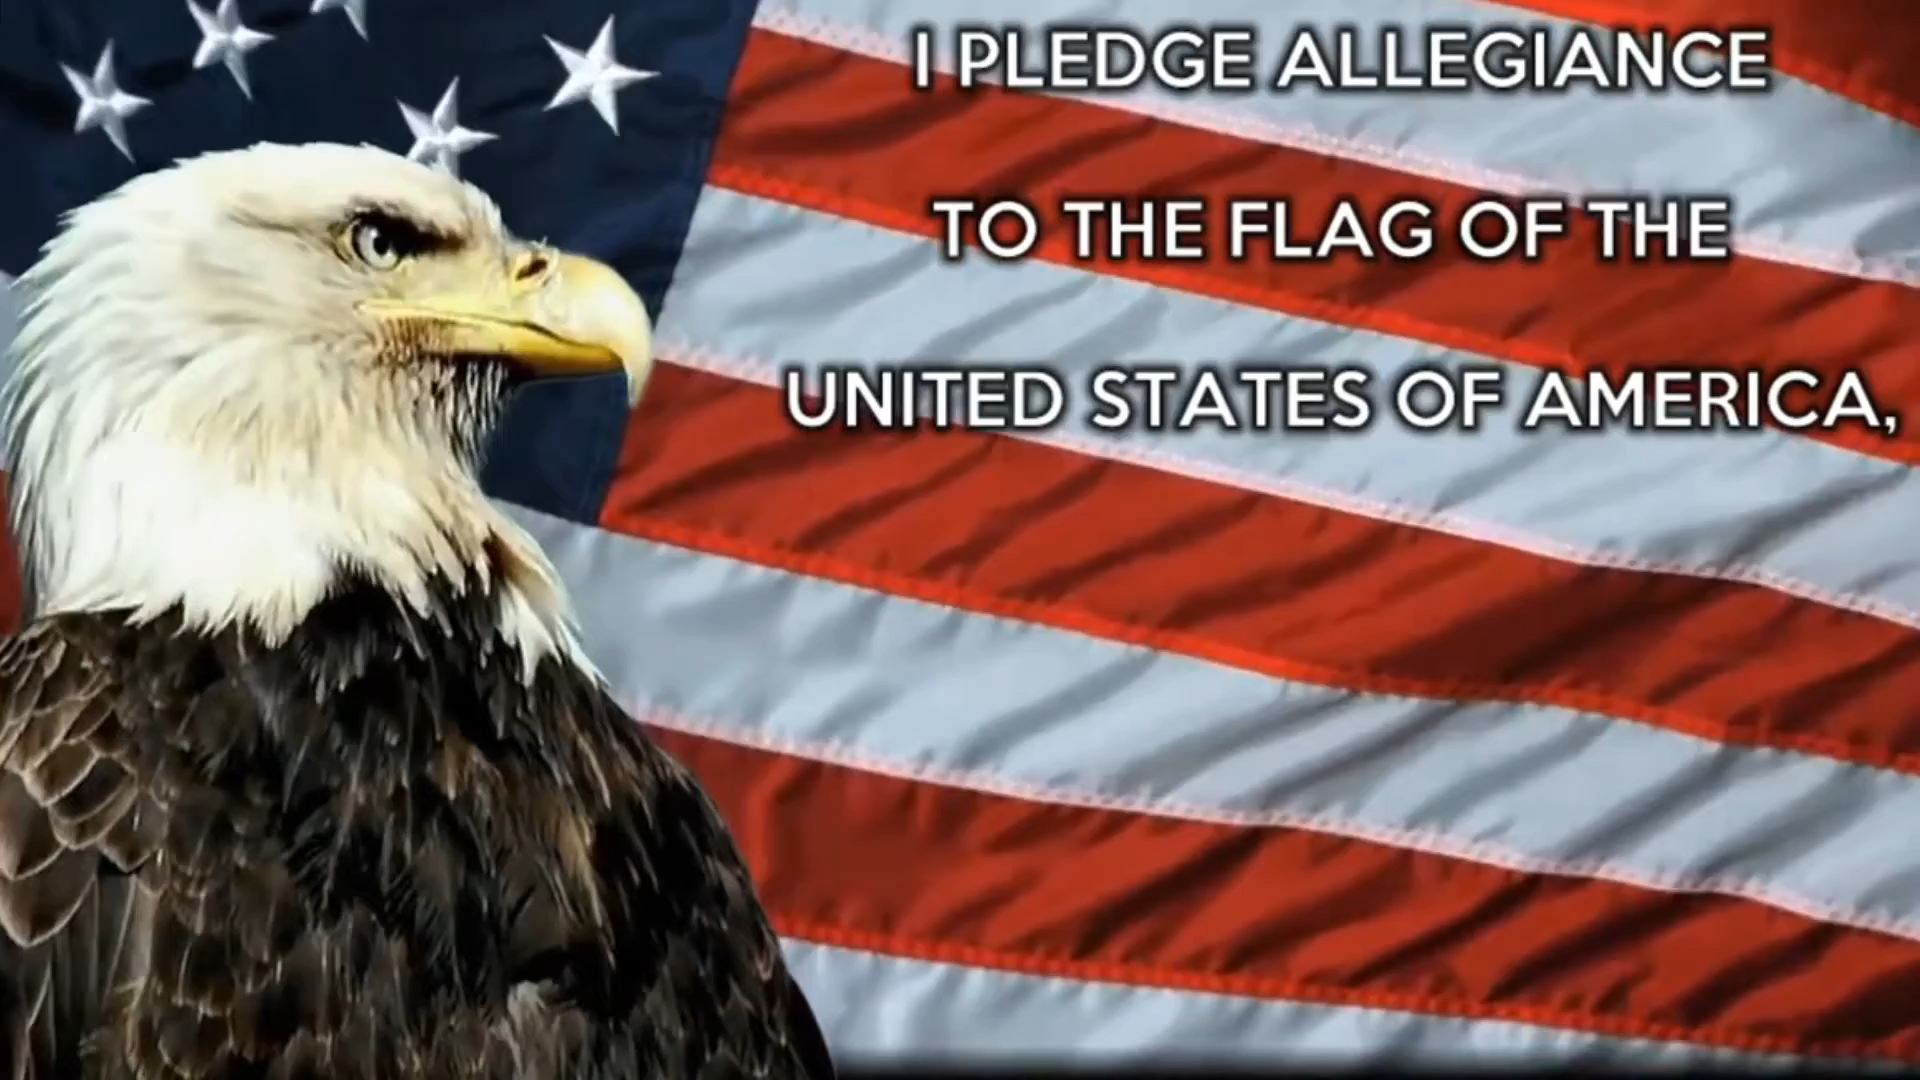 I PLEDGE ALLEGIANCE
TO THE FLAG OF THE
UNITED STATES OF AMERICA,